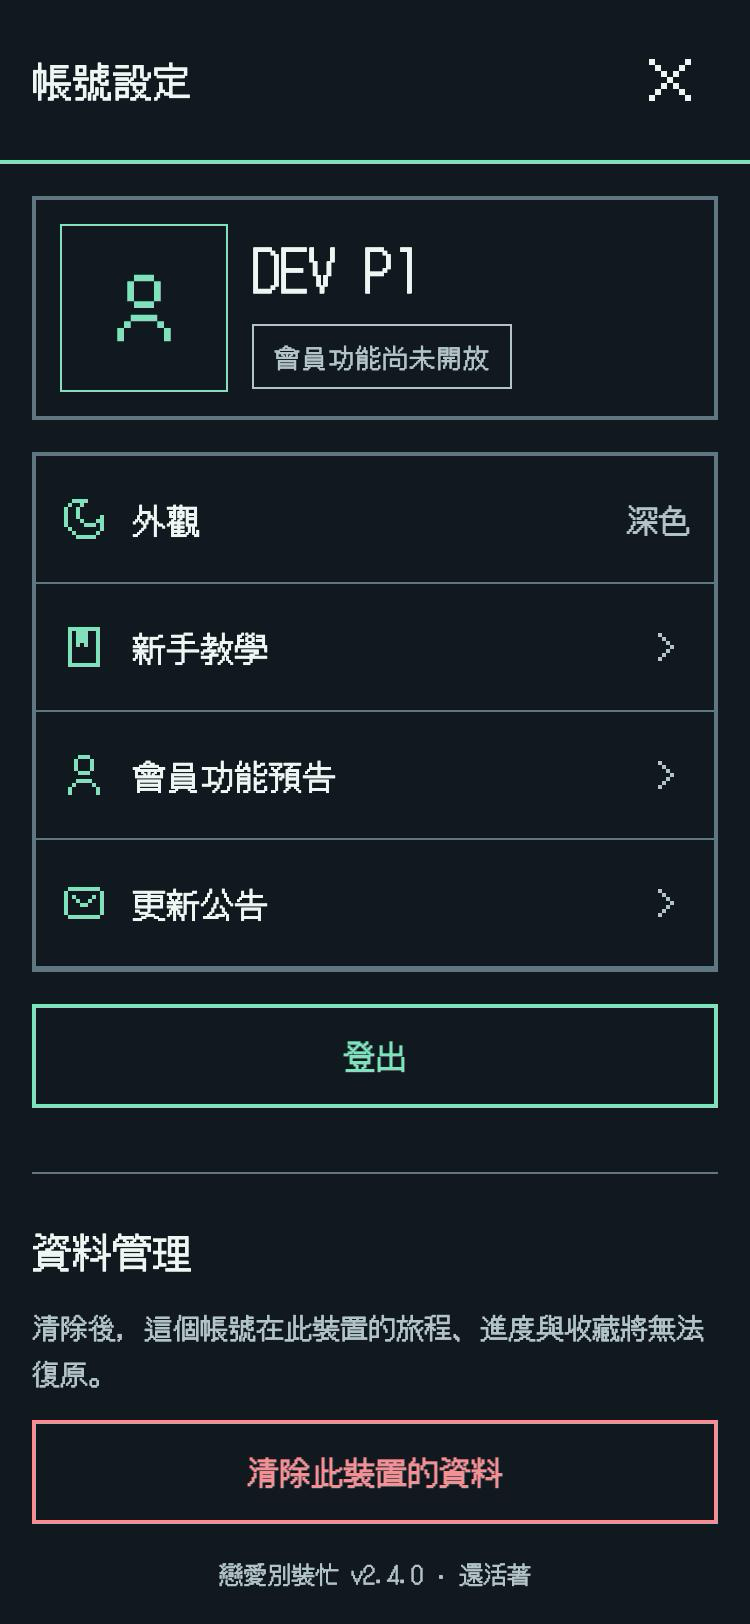 帳號設定
DEV P1
會員功能尚未開放
外觀 深色
新手教學
會員功能預告
更新公告
登出
資料管理
清除後，這個帳號在此裝置的旅程、進度與收藏將無法
復原。
清除此裝置的資料
戀愛別裝忙 v2.4.0 · 還活著